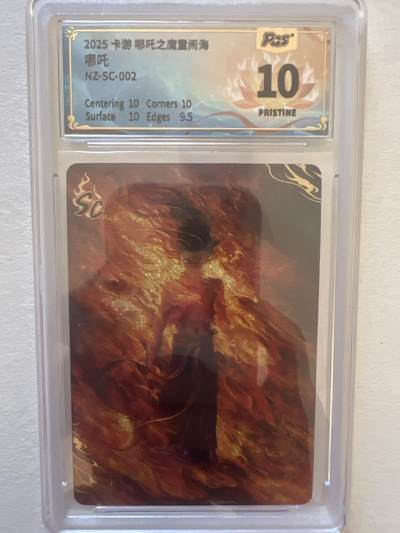 2025 卡游 哪吒之魔童闹海
哪吒
NZ-SC-002
Centering 10 Corners 10
Surface 10 Edges 9.5
PGS
10
PRISTINE
SC